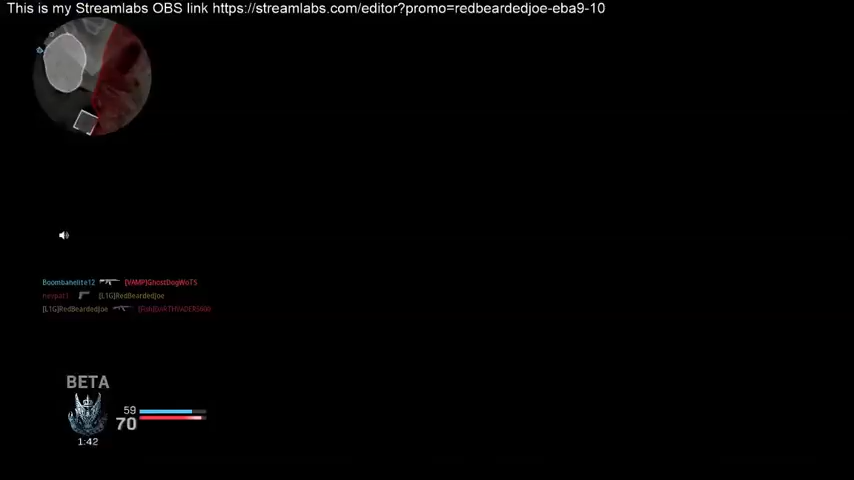 This is my Streamlabs OBS link https://streamlabs.com/editor?promo=redbeardedjoe-eba9-10
Boombahelite12 [VAMP]GhostDogWoTS
[L1G]RedBeardedJoe
[L1G]RedBeardedJoe
BETA
59
70
1:42